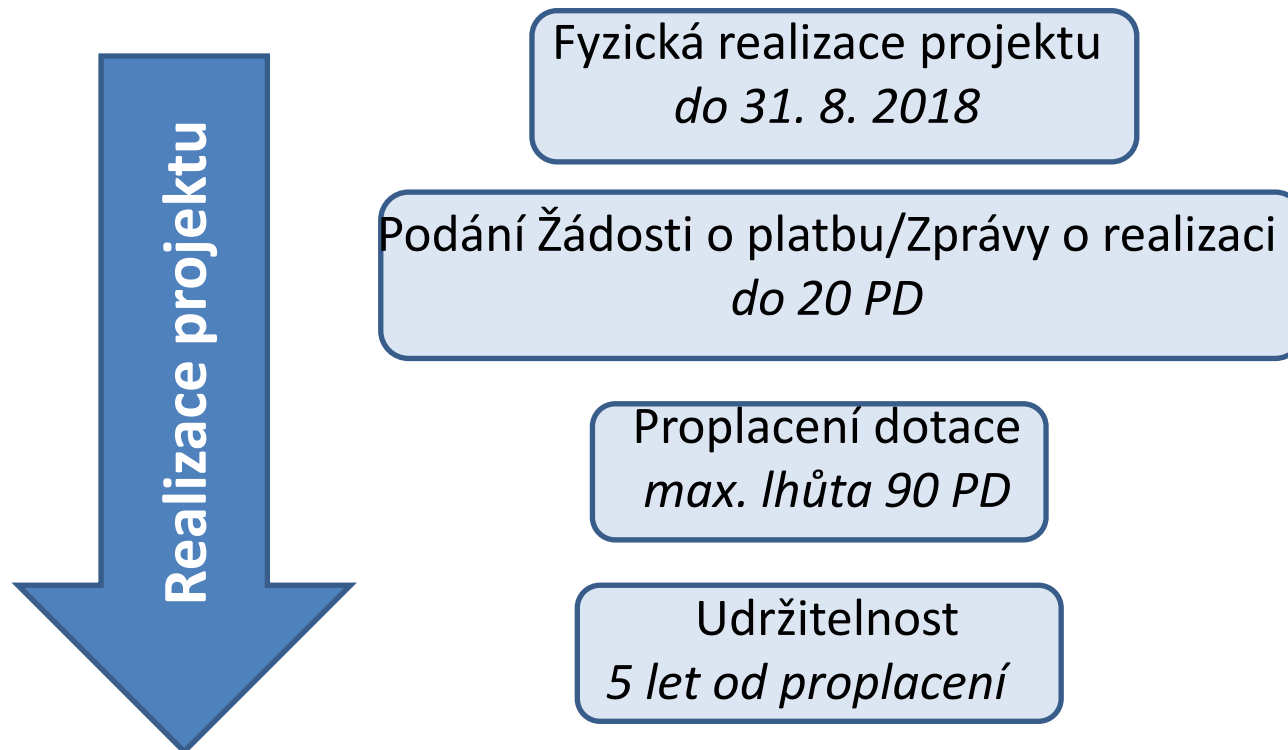 Realizace projektu
Fyzická realizace projektu
do 31. 8. 2018
Podání Žádosti o platbu/Zprávy o realizaci
do 20 PD
Proplacení dotace
max. lhůta 90 PD
Udržitelnost
5 let od proplacení